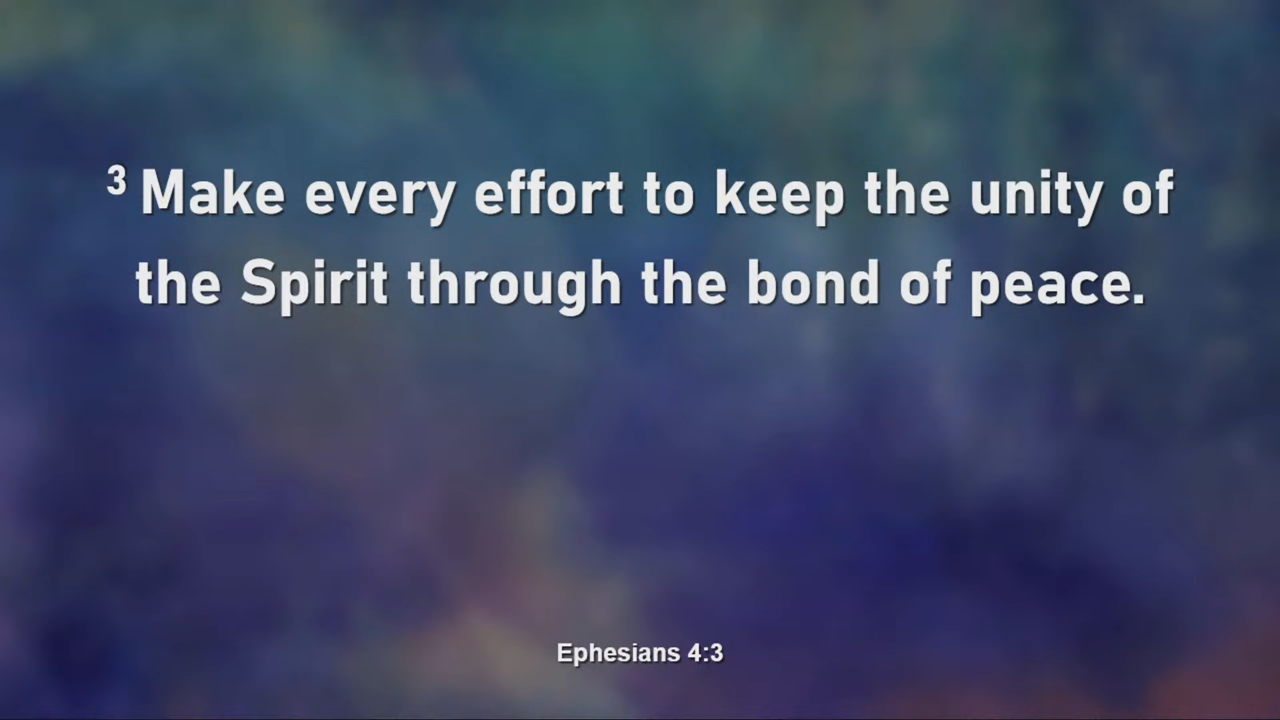 ³ Make every effort to keep the unity of
the Spirit through the bond of peace.
Ephesians 4:3